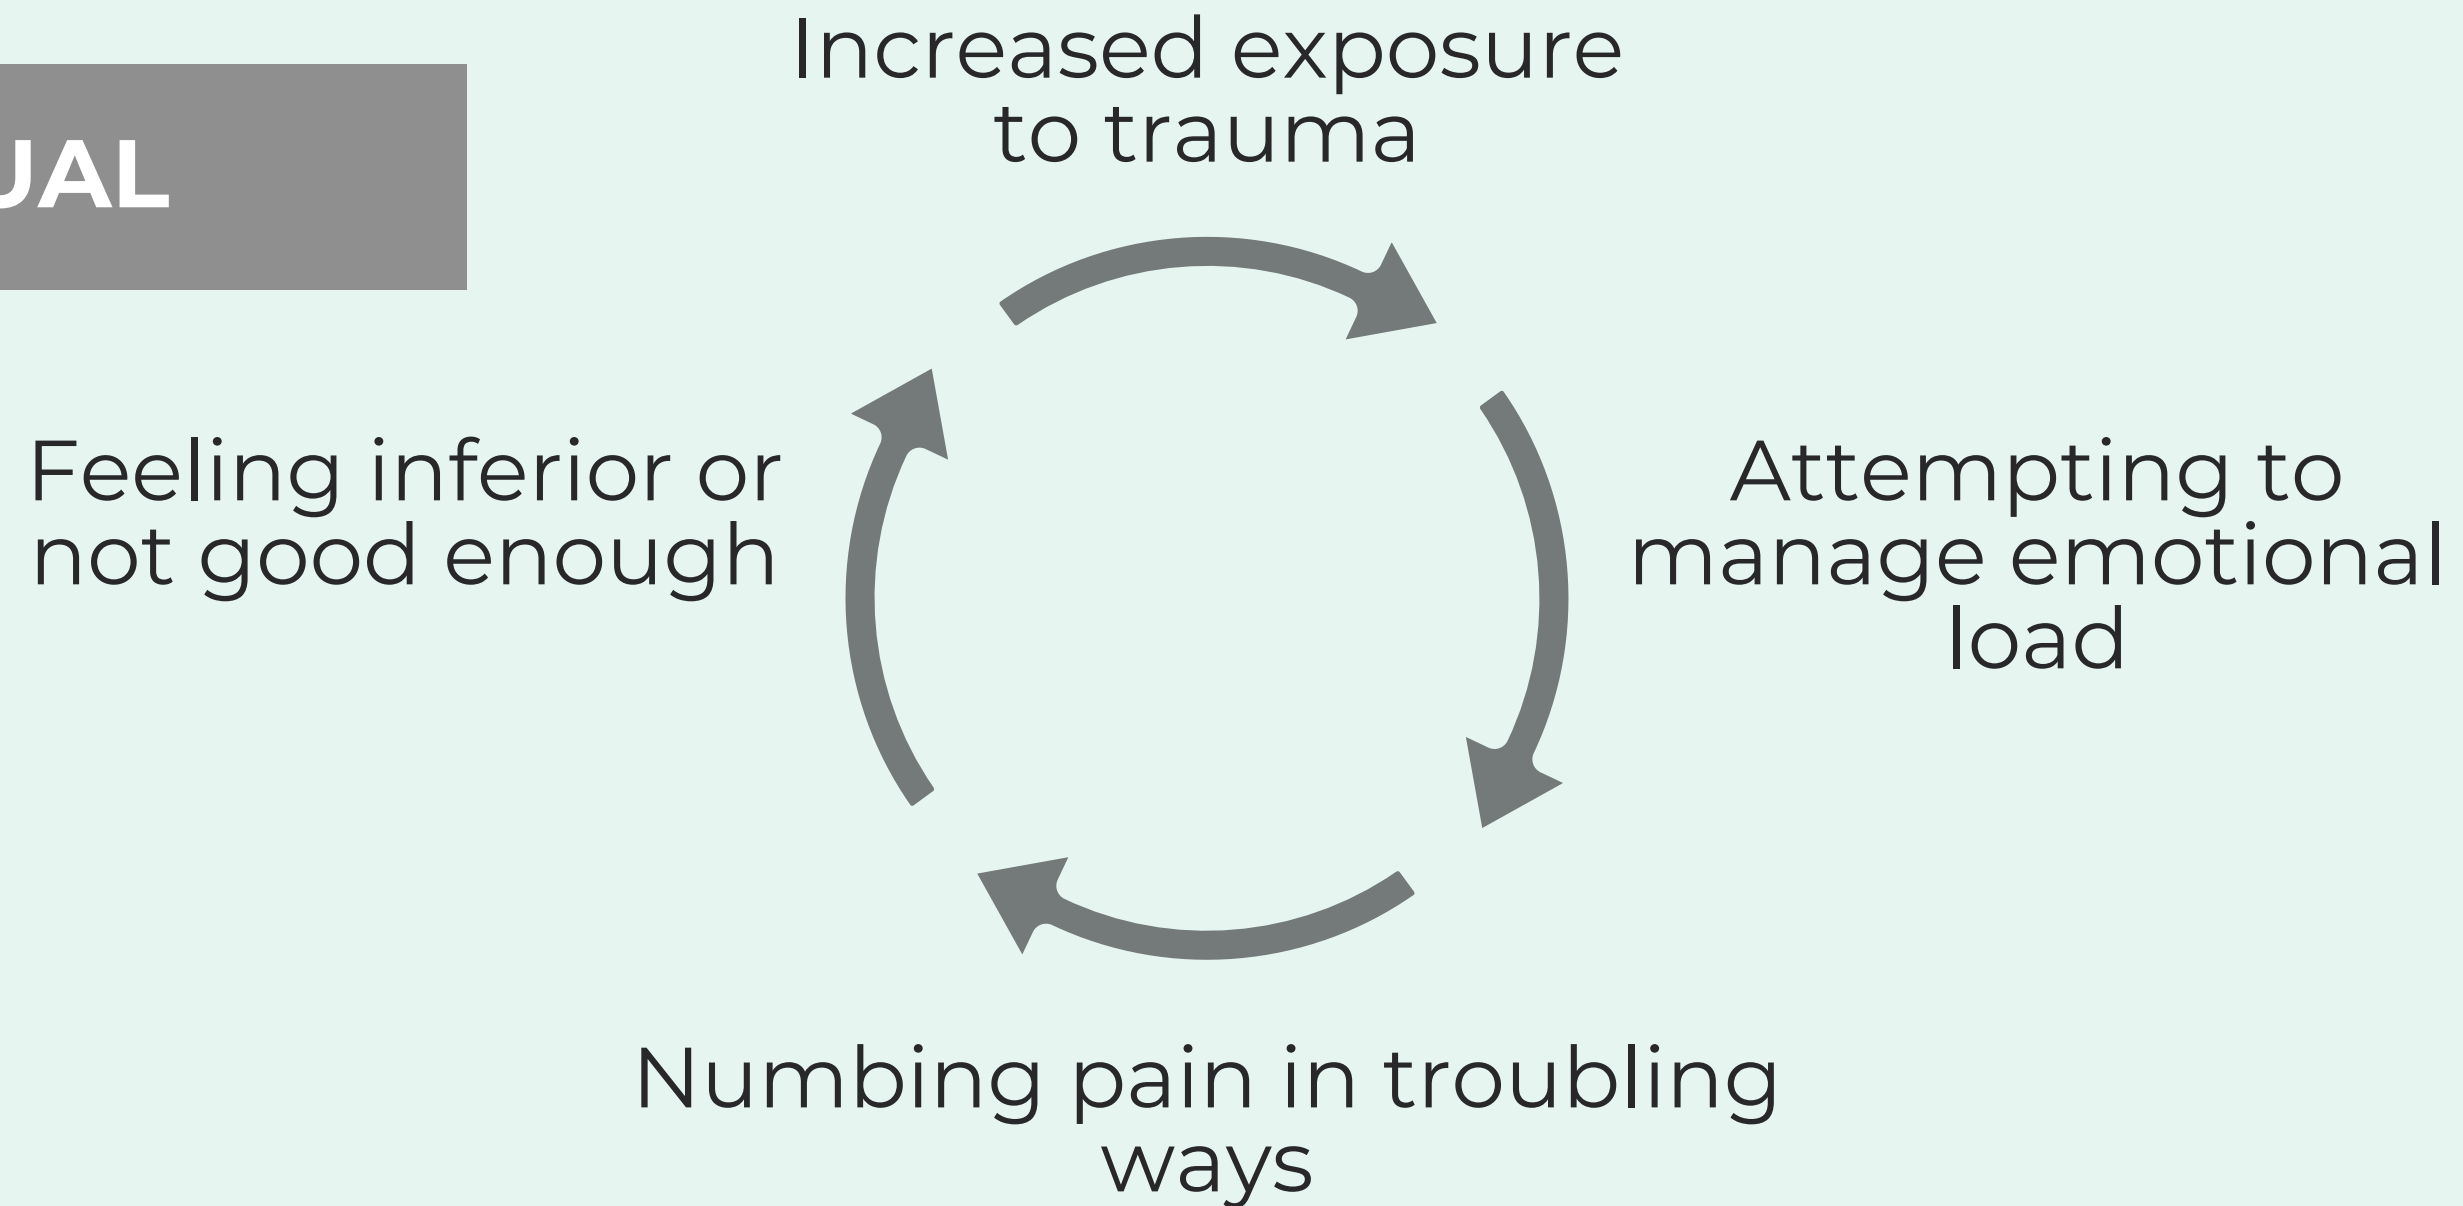 Increased exposure
to trauma
UAL
Feeling inferior or
not good enough
Attempting to
manage emotional
load
Numbing pain in troubling
ways